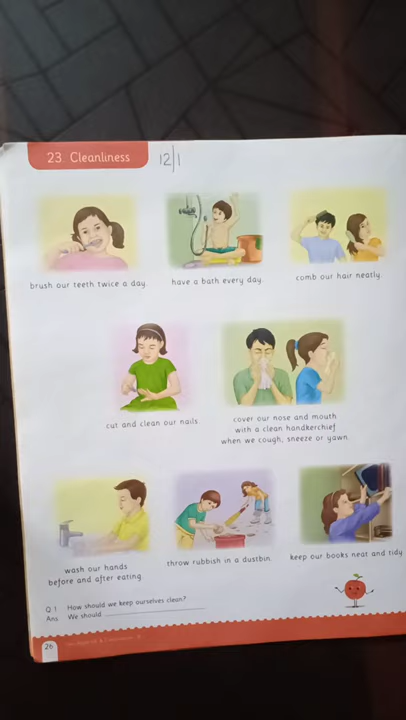 23. Cleanliness 12|1
brush our teeth twice a day.
have a bath every day.
comb our hair neatly.
cut and clean our nails
cover our nose and mouth
with a clean handkerchief
when we cough, sneeze or yawn.
wash our hands
before and after eating.
throw rubbish in a dustbin.
keep our books neat and tidy
Q.1 How should we keep ourselves clean?
Ans. We should
26